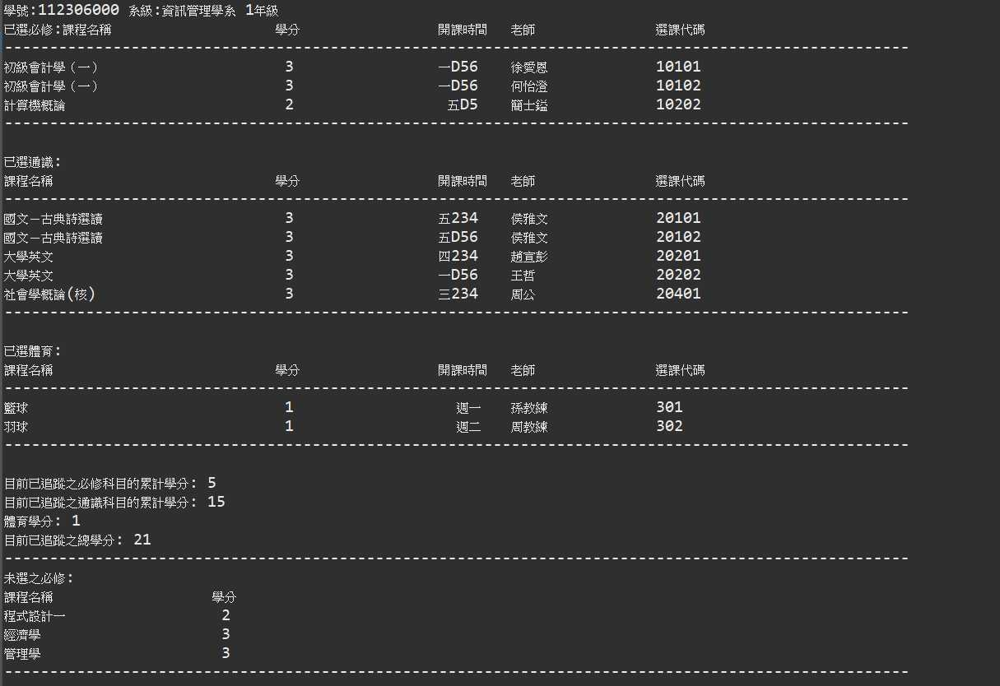 學號:112306000 系級:資訊管理學系 1年級
已選必修:課程名稱 學分 開課時間 老師 選課代碼
----------------------------------------------------------------------------------------------------
初級會計學（一） 3 一D56 徐愛恩 10101
初級會計學（一） 3 一D56 何怡澄 10102
計算機概論 2 五D5 簡士鎰 10202
----------------------------------------------------------------------------------------------------
已選通識:
課程名稱 學分 開課時間 老師 選課代碼
----------------------------------------------------------------------------------------------------
國文－古典詩選讀 3 五234 侯雅文 20101
國文－古典詩選讀 3 五D56 侯雅文 20102
大學英文 3 四234 趙宣彭 20201
大學英文 3 一D56 王哲 20202
社會學概論(核) 3 三234 周公 20401
----------------------------------------------------------------------------------------------------
已選體育:
課程名稱 學分 開課時間 老師 選課代碼
----------------------------------------------------------------------------------------------------
籃球 1 週一 孫教練 301
羽球 1 週二 周教練 302
----------------------------------------------------------------------------------------------------
目前已追蹤之必修科目的累計學分: 5
目前已追蹤之通識科目的累計學分: 15
體育學分: 1
目前已追蹤之總學分: 21
----------------------------------------------------------------------------------------------------
未選之必修:
課程名稱 學分
程式設計一 2
經濟學 3
管理學 3
----------------------------------------------------------------------------------------------------